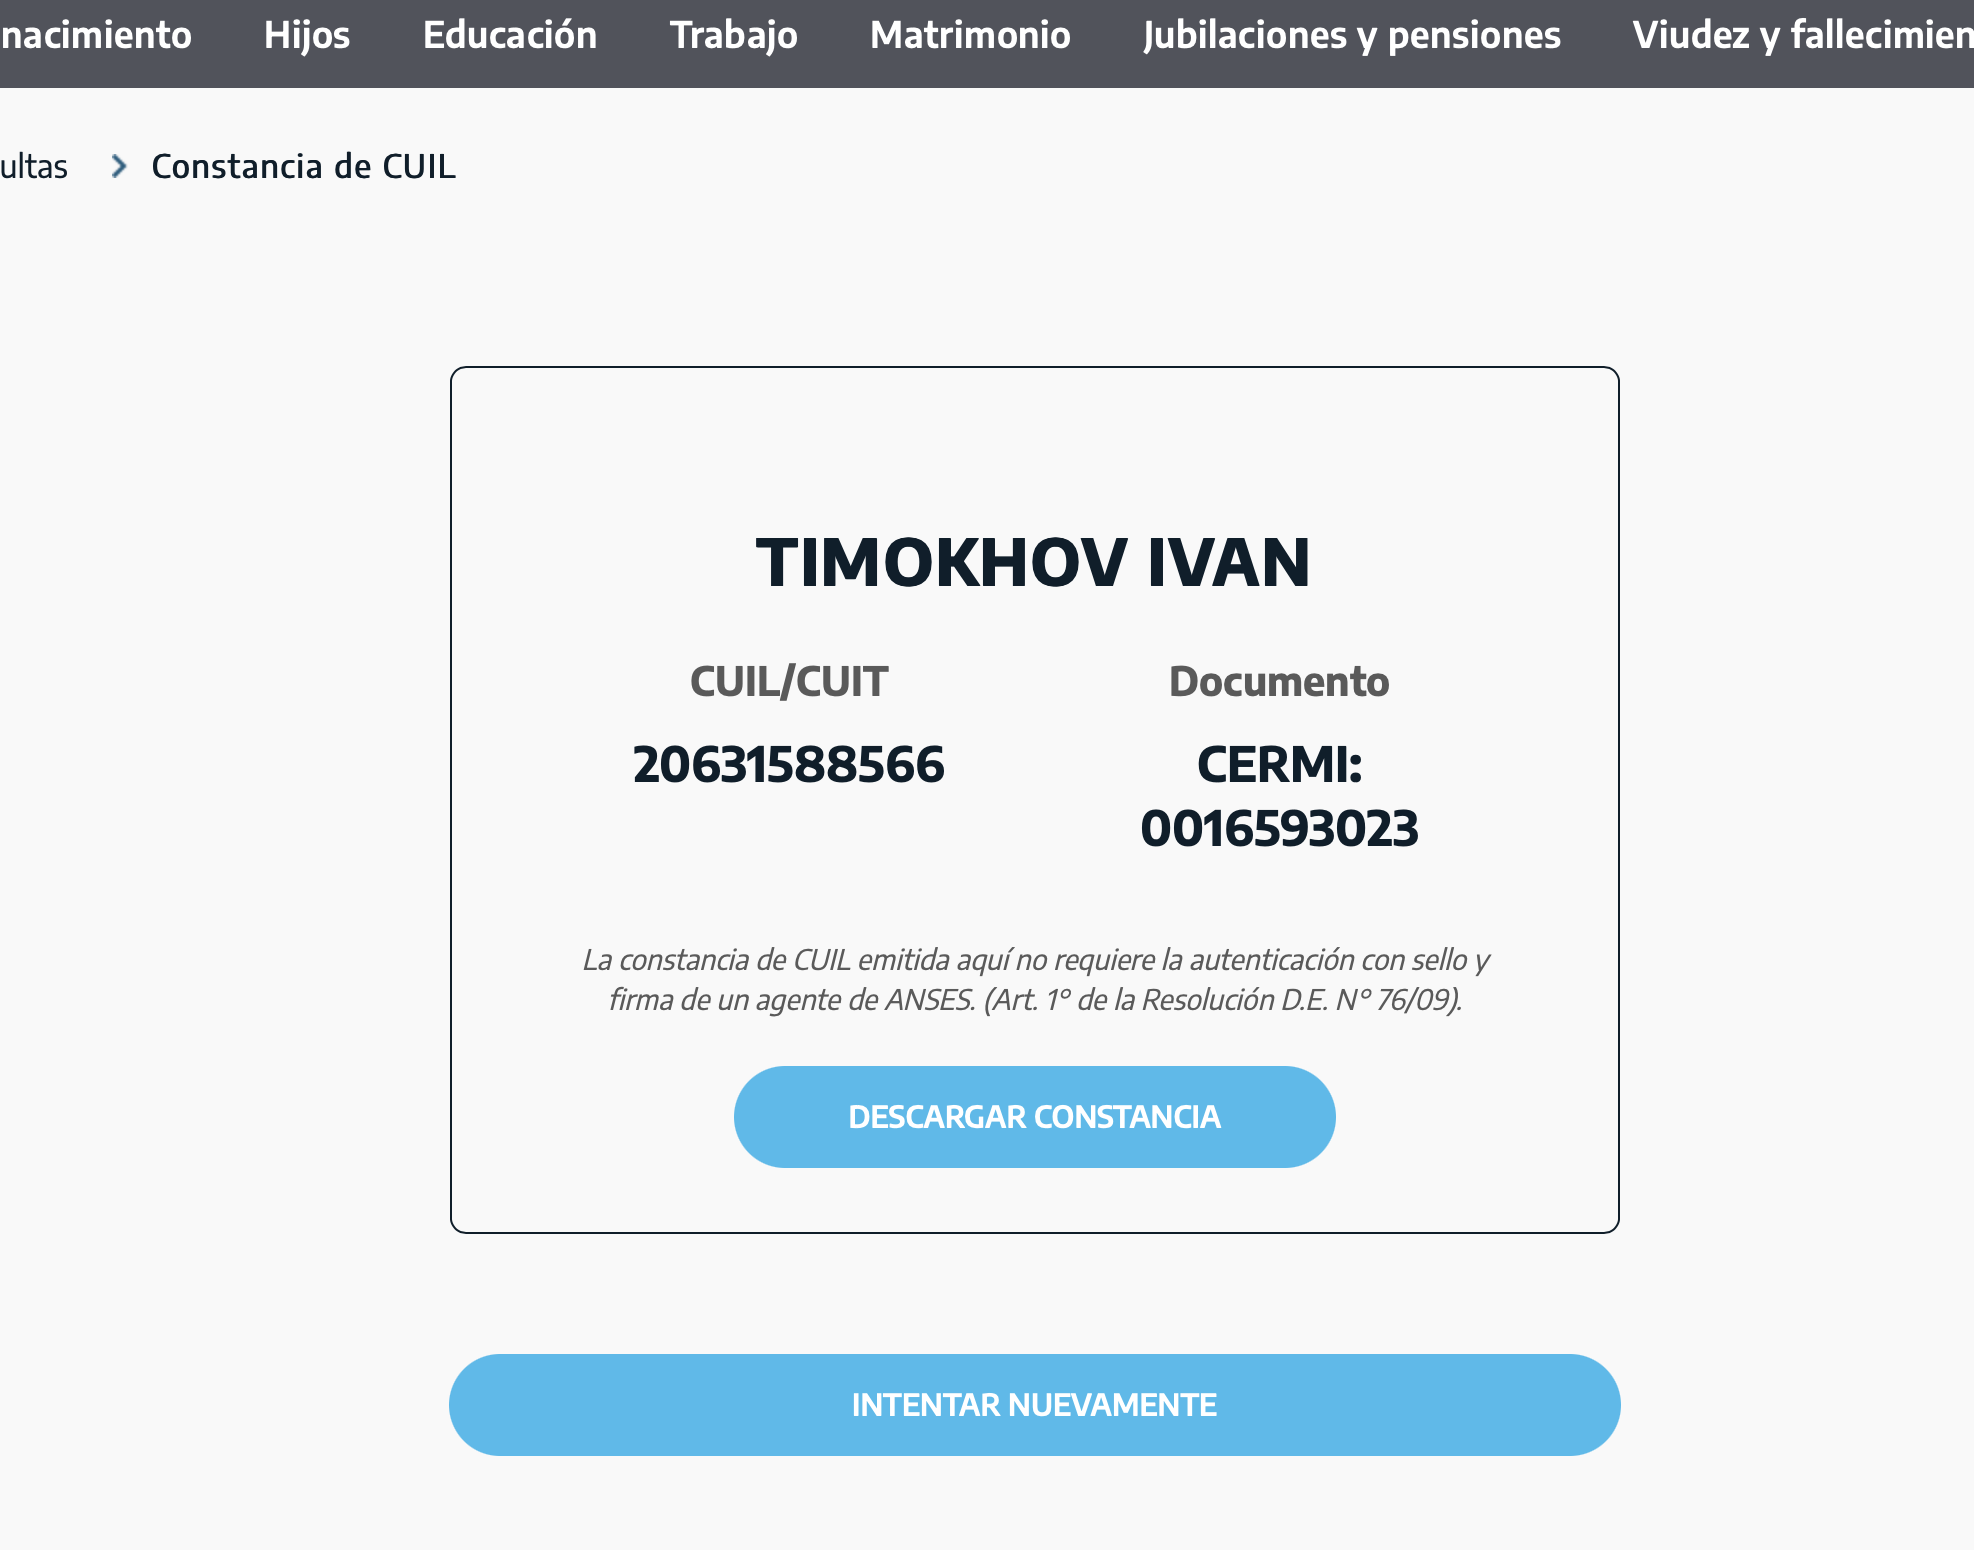 nacimiento Hijos Educación Trabajo Matrimonio Jubilaciones y pensiones Viudez y fallecimien
ultas > Constancia de CUIL
TIMOKHOV IVAN
CUIL/CUIT Documento
20631588566 CERMI:
0016593023
La constancia de CUIL emitida aquí no requiere la autenticación con sello y
firma de un agente de ANSES. (Art. 1° de la Resolución D.E. N° 76/09).
DESCARGAR CONSTANCIA
INTENTAR NUEVAMENTE